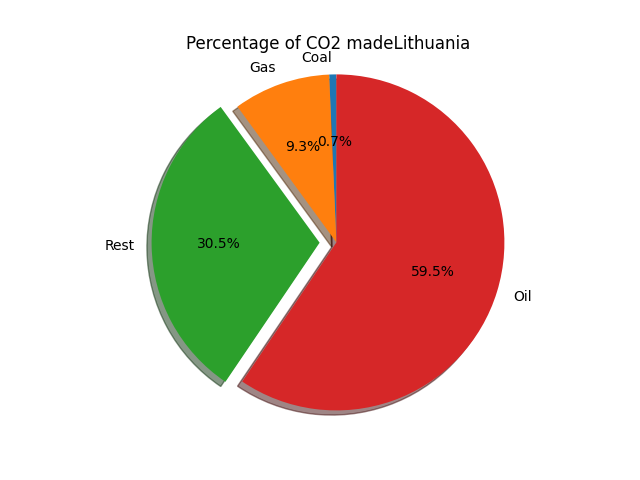 Percentage of CO2 madeLithuania
Coal
Gas
9.3%
0.7%
Rest
30.5%
59.5%
Oil